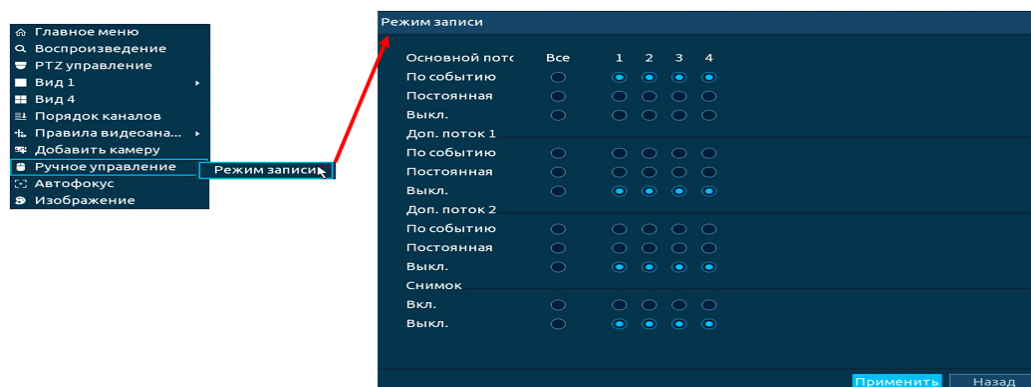 Главное меню
Воспроизведение
PTZ управление
Вид 1
Вид 4
Порядок каналов
Правила видеоана...
Добавить камеру
Ручное управление
Режим записи
Автофокус
Изображение
Режим записи
Основной потс Все 1 2 3 4
По событию
Постоянная
Выкл.
Доп. поток 1
По событию
Постоянная
Выкл.
Доп. поток 2
По событию
Постоянная
Выкл.
Снимок
Вкл.
Выкл.
Применить Назад